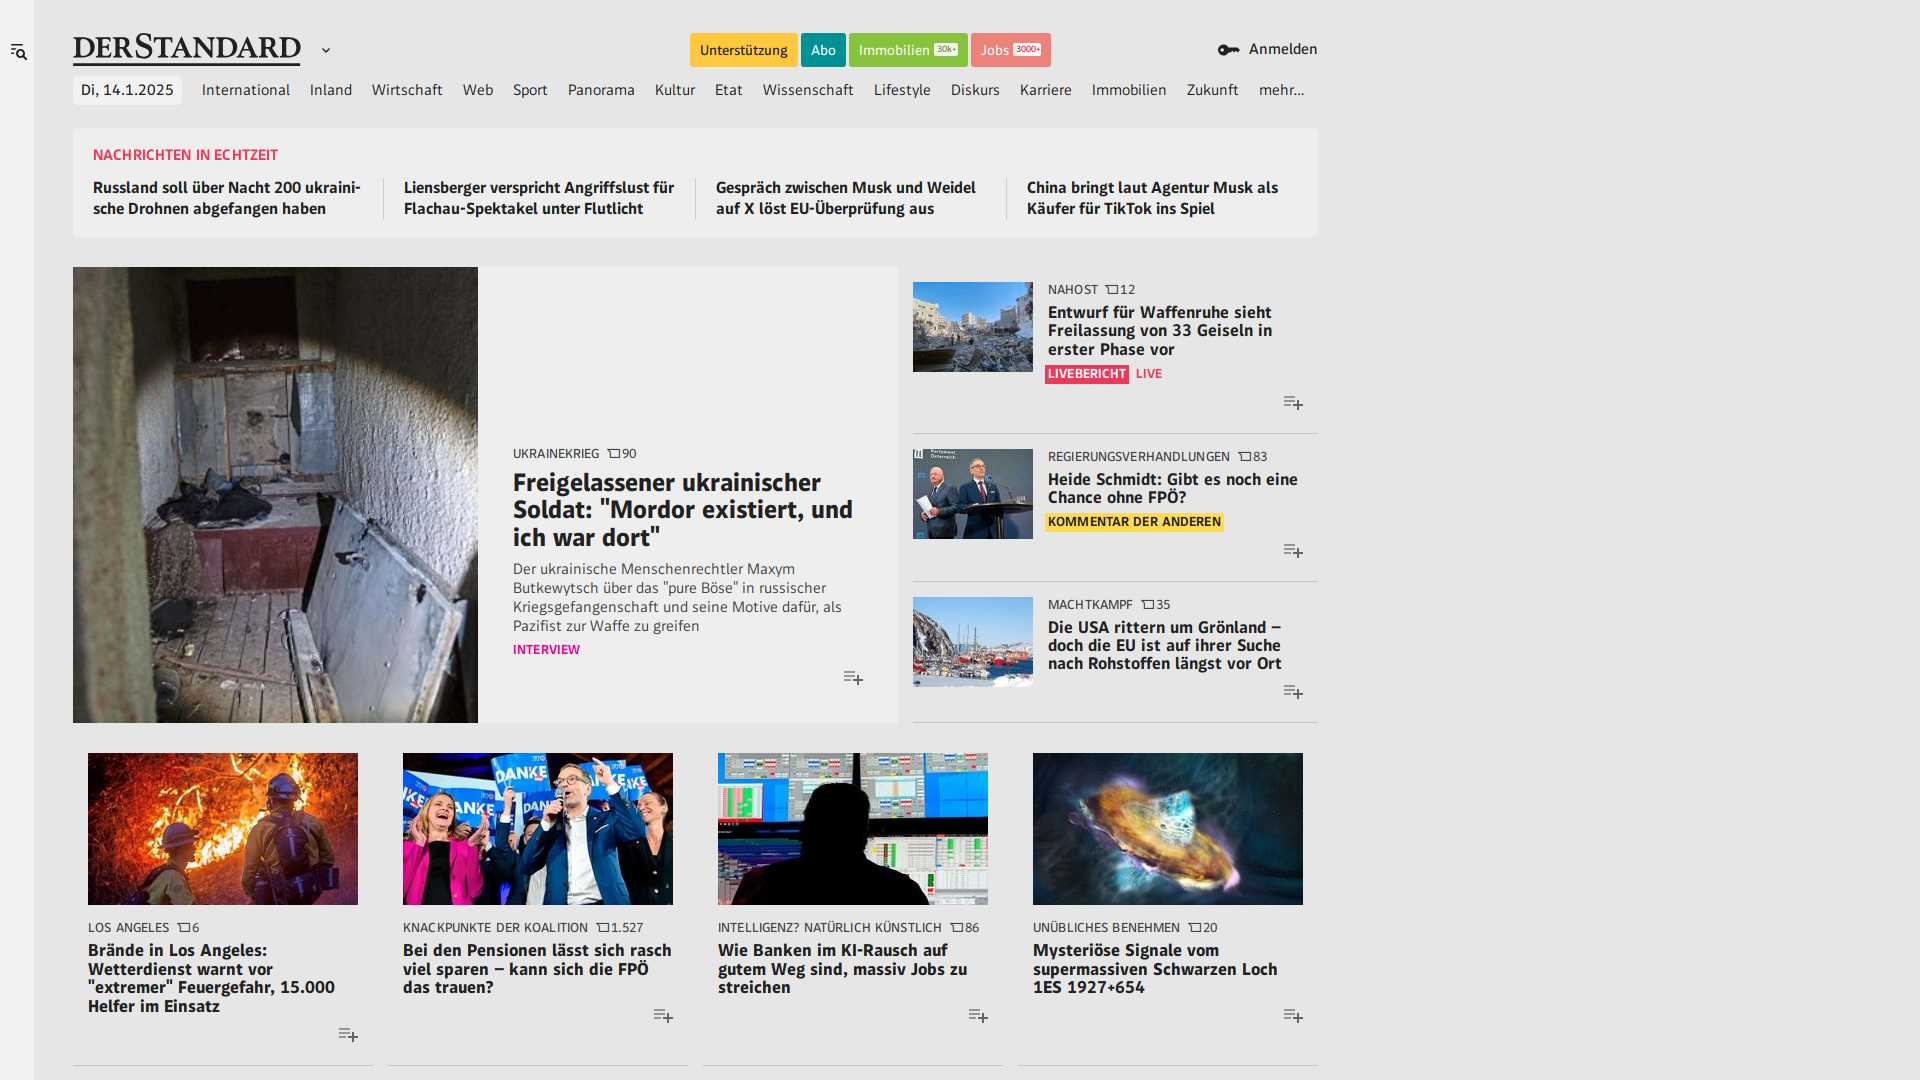 DERSTANDARD
Unterstützung
Abo
Immobilien 30k+
Jobs 3000+
Anmelden
Di, 14.1.2025
International
Inland
Wirtschaft
Web
Sport
Panorama
Kultur
Etat
Wissenschaft
Lifestyle
Diskurs
Karriere
Immobilien
Zukunft
mehr...
NACHRICHTEN IN ECHTZEIT
Russland soll über Nacht 200 ukraini-
sche Drohnen abgefangen haben
Liensberger verspricht Angriffslust für
Flachau-Spektakel unter Flutlicht
Gespräch zwischen Musk und Weidel
auf X löst EU-Überprüfung aus
China bringt laut Agentur Musk als
Käufer für TikTok ins Spiel
UKRAINEKRIEG 90
Freigelassener ukrainischer
Soldat: "Mordor existiert, und
ich war dort"
Der ukrainische Menschenrechtler Maxym
Butkewytsch über das "pure Böse" in russischer
Kriegsgefangenschaft und seine Motive dafür, als
Pazifist zur Waffe zu greifen
INTERVIEW
NAHOST 12
Entwurf für Waffenruhe sieht
Freilassung von 33 Geiseln in
erster Phase vor
LIVEBERICHT LIVE
Parlament
Österreich
REGIERUNGSVERHANDLUNGEN 83
Heide Schmidt: Gibt es noch eine
Chance ohne FPÖ?
KOMMENTAR DER ANDEREN
MACHTKAMPF 35
Die USA rittern um Grönland –
doch die EU ist auf ihrer Suche
nach Rohstoffen längst vor Ort
LOS ANGELES 6
Brände in Los Angeles:
Wetterdienst warnt vor
"extremer" Feuergefahr, 15.000
Helfer im Einsatz
DANKE
DANKE
DANKE
DANKE
KNACKPUNKTE DER KOALITION 1.527
Bei den Pensionen lässt sich rasch
viel sparen – kann sich die FPÖ
das trauen?
INTELLIGENZ? NATÜRLICH KÜNSTLICH 86
Wie Banken im KI-Rausch auf
gutem Weg sind, massiv Jobs zu
streichen
UNÜBLICHES BENEHMEN 20
Mysteriöse Signale vom
supermassiven Schwarzen Loch
1ES 1927+654